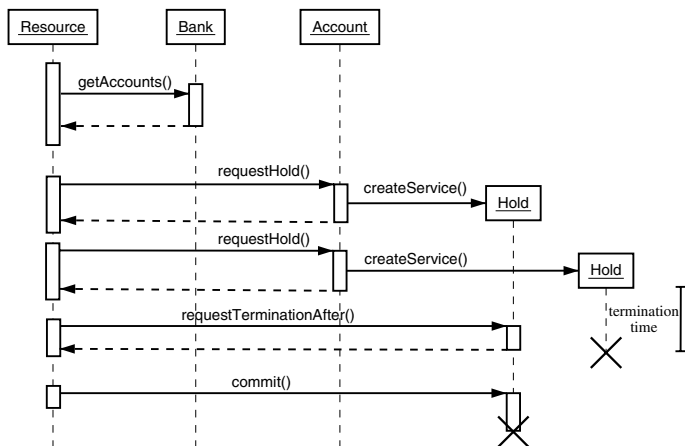 Resource Bank Account
getAccounts()
requestHold()
createService()
Hold
requestHold()
createService()
Hold
requestTerminationAfter()
termination
time
commit()